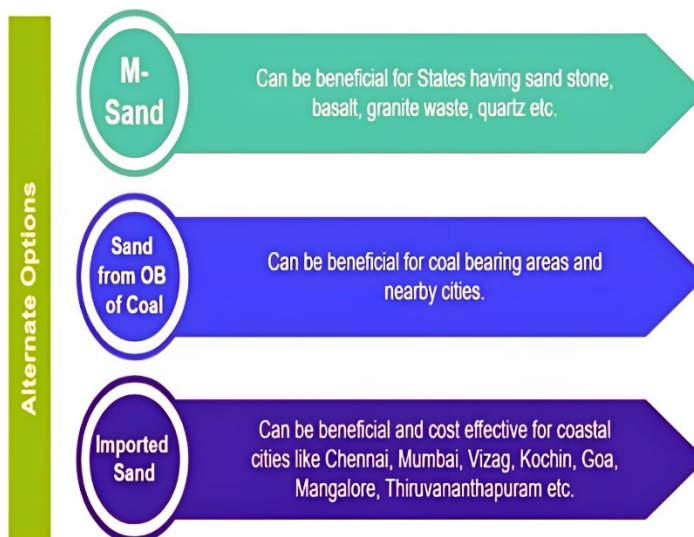 Alternate Options
M-
Sand
Can be beneficial for States having sand stone,
basalt, granite waste, quartz etc.
Sand
from OB
of Coal
Can be beneficial for coal bearing areas and
nearby cities.
Imported
Sand
Can be beneficial and cost effective for coastal
cities like Chennai, Mumbai, Vizag, Kochin, Goa,
Mangalore, Thiruvananthapuram etc.